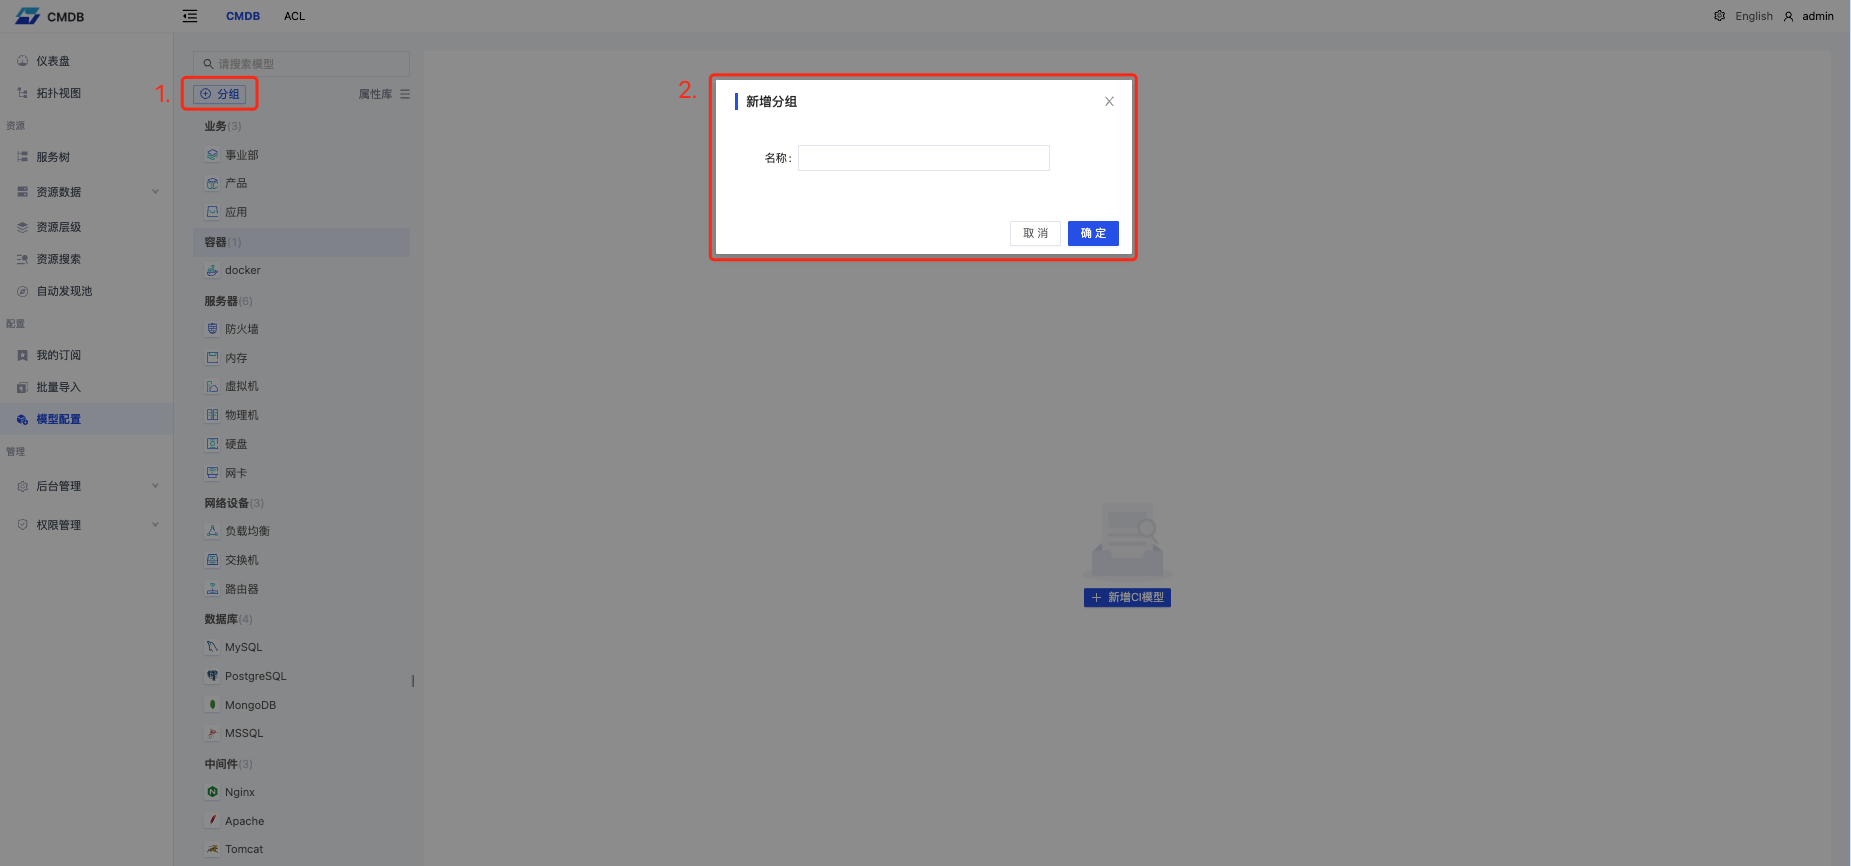 CMDB
CMDB ACL
English admin
仪表盘
拓扑视图
资源
服务树
资源数据
资源层级
资源搜索
自动发现池
配置
我的订阅
批量导入
模型配置
管理
后台管理
权限管理
请搜索模型
1.
分组
属性库
业务(3)
事业部
产品
应用
容器(1)
docker
服务器(6)
防火墙
内存
虚拟机
物理机
硬盘
网卡
网络设备(3)
负载均衡
交换机
路由器
数据库(4)
MySQL
PostgreSQL
MongoDB
MSSQL
中间件(3)
Nginx
Apache
Tomcat
2.
新增分组
名称:
取 消 确 定
新增CI模型